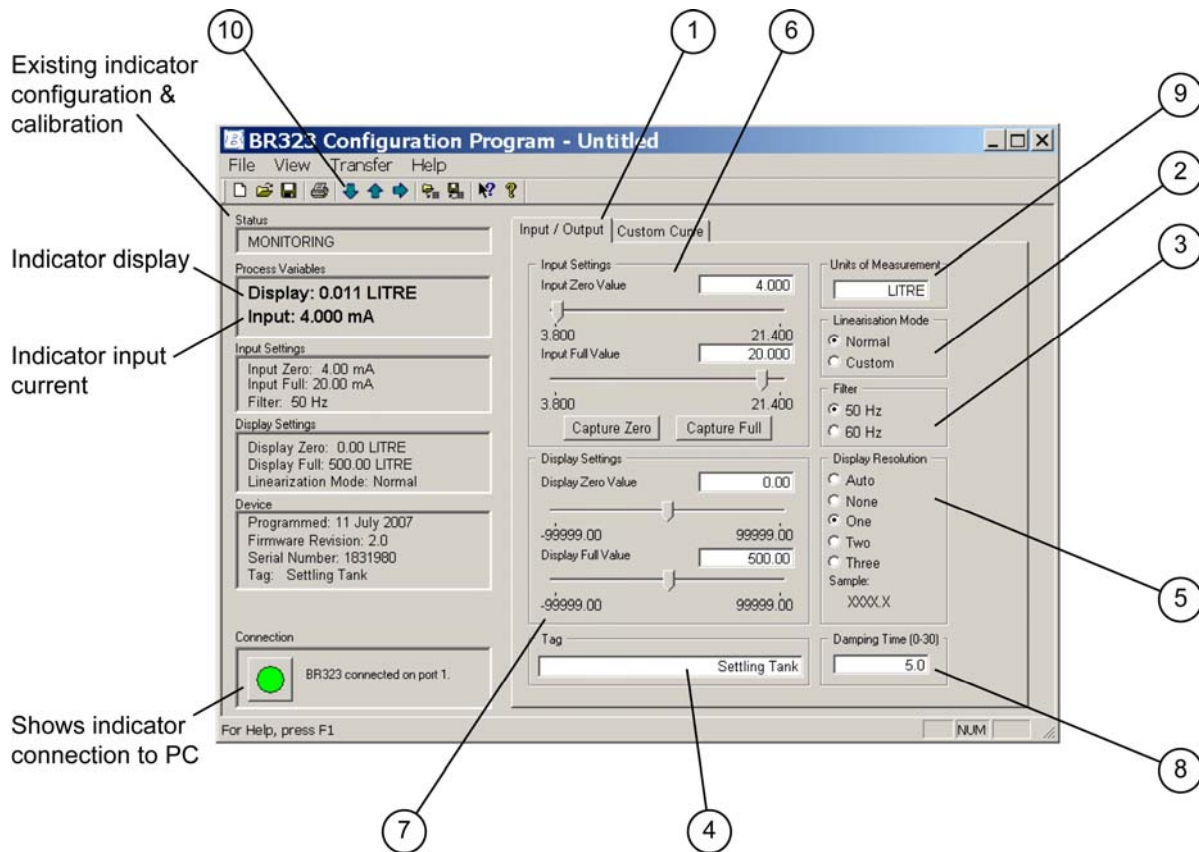 10
1
6
Existing indicator
configuration &
calibration
9
2
3
Indicator display
Indicator input
current
5
Shows indicator
connection to PC
8
7
4
BR323 Configuration Program - Untitled
File View Transfer Help
Status
MONITORING
Process Variables
Display: 0.011 LITRE
Input: 4.000 mA
Input Settings
Input Zero: 4.00 mA
Input Full: 20.00 mA
Filter: 50 Hz
Display Settings
Display Zero: 0.00 LITRE
Display Full: 500.00 LITRE
Linearization Mode: Normal
Device
Programmed: 11 July 2007
Firmware Revision: 2.0
Serial Number: 1831980
Tag: Settling Tank
Connection
BR323 connected on port 1.
Input / Output Custom Curve
Input Settings
Input Zero Value 4.000
3.800 21.400
Input Full Value 20.000
3.800 21.400
Capture Zero Capture Full
Display Settings
Display Zero Value 0.00
-99999.00 99999.00
Display Full Value 500.00
-99999.00 99999.00
Tag
Settling Tank
Units of Measurement
LITRE
Linearisation Mode
Normal
Custom
Filter
50 Hz
60 Hz
Display Resolution
Auto
None
One
Two
Three
Sample:
XXXX.X
Damping Time (0-30)
5.0
For Help, press F1
NUM